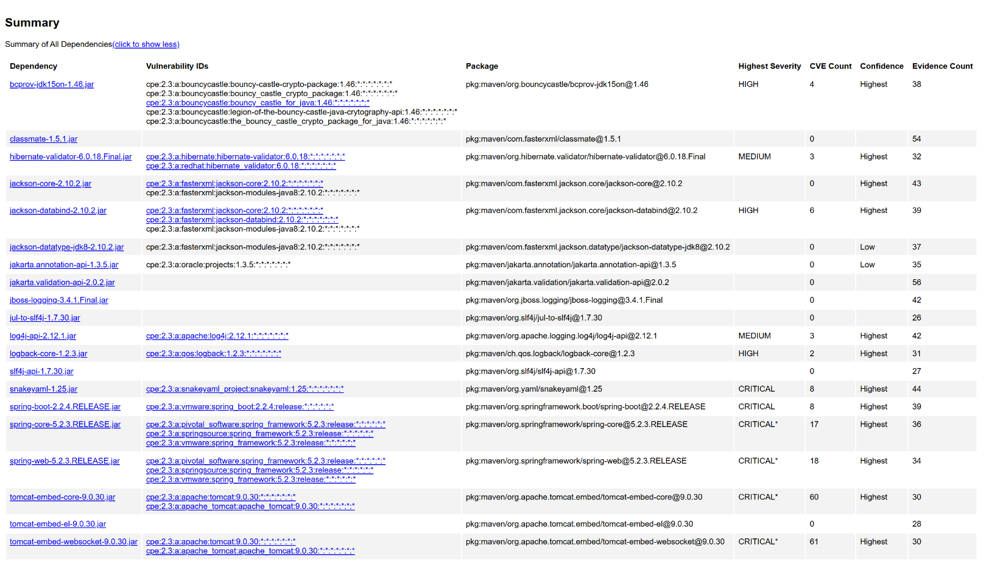 Summary
Summary of All Dependencies(click to show less)
Dependency Vulnerability IDs Package Highest Severity CVE Count Confidence Evidence Count
bcprov-jdk15on-1.46.jar cpe:2.3:a:bouncycastle:bouncy-castle-crypto-package:1.46:*:*:*:*:*:*:* pkg:maven/org.bouncycastle/bcprov-jdk15on@1.46 HIGH 4 Highest 38
cpe:2.3:a:bouncycastle:bouncy_castle_crypto_package:1.46:*:*:*:*:*:*:*
cpe:2.3:a:bouncycastle:bouncy_castle_for_java:1.46:*:*:*:*:*:*:*
cpe:2.3:a:bouncycastle:legion-of-the-bouncy-castle-java-crytography-api:1.46:*:*:*:*:*:*:*
cpe:2.3:a:bouncycastle:the_bouncy_castle_crypto_package_for_java:1.46:*:*:*:*:*:*:*
classmate-1.5.1.jar pkg:maven/com.fasterxml/classmate@1.5.1 0 54
hibernate-validator-6.0.18.Final.jar cpe:2.3:a:hibernate:hibernate-validator:6.0.18:*:*:*:*:*:*:* pkg:maven/org.hibernate.validator/hibernate-validator@6.0.18.Final MEDIUM 3 Highest 32
cpe:2.3:a:redhat:hibernate_validator:6.0.18:*:*:*:*:*:*:*
jackson-core-2.10.2.jar cpe:2.3:a:fasterxml:jackson-core:2.10.2:*:*:*:*:*:*:* pkg:maven/com.fasterxml.jackson.core/jackson-core@2.10.2 0 Highest 43
cpe:2.3:a:fasterxml:jackson-modules-java8:2.10.2:*:*:*:*:*:*:*
jackson-databind-2.10.2.jar cpe:2.3:a:fasterxml:jackson-core:2.10.2:*:*:*:*:*:*:* pkg:maven/com.fasterxml.jackson.core/jackson-databind@2.10.2 HIGH 6 Highest 39
cpe:2.3:a:fasterxml:jackson-databind:2.10.2:*:*:*:*:*:*:*
cpe:2.3:a:fasterxml:jackson-modules-java8:2.10.2:*:*:*:*:*:*:*
jackson-datatype-jdk8-2.10.2.jar cpe:2.3:a:fasterxml:jackson-modules-java8:2.10.2:*:*:*:*:*:*:* pkg:maven/com.fasterxml.jackson.datatype/jackson-datatype-jdk8@2.10.2 0 Low 37
jakarta.annotation-api-1.3.5.jar cpe:2.3:a:oracle:projects:1.3.5:*:*:*:*:*:*:* pkg:maven/jakarta.annotation/jakarta.annotation-api@1.3.5 0 Low 35
jakarta.validation-api-2.0.2.jar pkg:maven/jakarta.validation/jakarta.validation-api@2.0.2 0 56
jboss-logging-3.4.1.Final.jar pkg:maven/org.jboss.logging/jboss-logging@3.4.1.Final 0 42
jul-to-slf4j-1.7.30.jar pkg:maven/org.slf4j/jul-to-slf4j@1.7.30 0 26
log4j-api-2.12.1.jar cpe:2.3:a:apache:log4j:2.12.1:*:*:*:*:*:*:* pkg:maven/org.apache.logging.log4j/log4j-api@2.12.1 MEDIUM 3 Highest 42
logback-core-1.2.3.jar cpe:2.3:a:qos:logback:1.2.3:*:*:*:*:*:*:* pkg:maven/ch.qos.logback/logback-core@1.2.3 HIGH 2 Highest 31
slf4j-api-1.7.30.jar pkg:maven/org.slf4j/slf4j-api@1.7.30 0 27
snakeyaml-1.25.jar cpe:2.3:a:snakeyaml_project:snakeyaml:1.25:*:*:*:*:*:*:* pkg:maven/org.yaml/snakeyaml@1.25 CRITICAL 8 Highest 44
spring-boot-2.2.4.RELEASE.jar cpe:2.3:a:vmware:spring_boot:2.2.4:release:*:*:*:*:*:* pkg:maven/org.springframework.boot/spring-boot@2.2.4.RELEASE CRITICAL 8 Highest 39
spring-core-5.2.3.RELEASE.jar cpe:2.3:a:pivotal_software:spring_framework:5.2.3:release:*:*:*:*:*:* pkg:maven/org.springframework/spring-core@5.2.3.RELEASE CRITICAL* 17 Highest 36
cpe:2.3:a:springsource:spring_framework:5.2.3:release:*:*:*:*:*:*
cpe:2.3:a:vmware:spring_framework:5.2.3:release:*:*:*:*:*:*
spring-web-5.2.3.RELEASE.jar cpe:2.3:a:pivotal_software:spring_framework:5.2.3:release:*:*:*:*:*:* pkg:maven/org.springframework/spring-web@5.2.3.RELEASE CRITICAL* 18 Highest 34
cpe:2.3:a:springsource:spring_framework:5.2.3:release:*:*:*:*:*:*
cpe:2.3:a:vmware:spring_framework:5.2.3:release:*:*:*:*:*:*
tomcat-embed-core-9.0.30.jar cpe:2.3:a:apache:tomcat:9.0.30:*:*:*:*:*:*:* pkg:maven/org.apache.tomcat.embed/tomcat-embed-core@9.0.30 CRITICAL* 60 Highest 30
cpe:2.3:a:apache_tomcat:apache_tomcat:9.0.30:*:*:*:*:*:*:*
tomcat-embed-el-9.0.30.jar pkg:maven/org.apache.tomcat.embed/tomcat-embed-el@9.0.30 0 28
tomcat-embed-websocket-9.0.30.jar cpe:2.3:a:apache:tomcat:9.0.30:*:*:*:*:*:*:* pkg:maven/org.apache.tomcat.embed/tomcat-embed-websocket@9.0.30 CRITICAL* 61 Highest 30
cpe:2.3:a:apache_tomcat:apache_tomcat:9.0.30:*:*:*:*:*:*:*